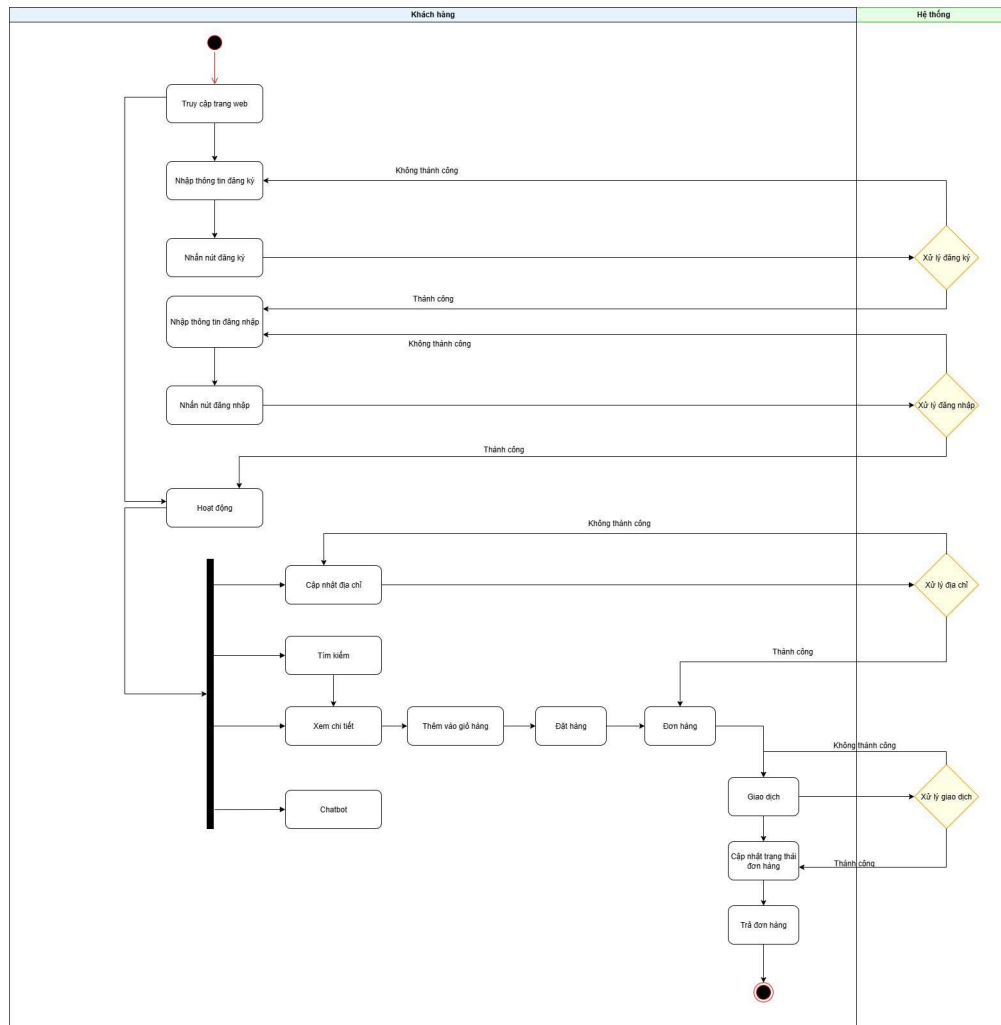 Khách hàng
Hệ thống
Truy cập trang web
Không thành công
Nhập thông tin đăng ký
Nhấn nút đăng ký
Xử lý đăng ký
Thành công
Nhập thông tin đăng nhập
Không thành công
Nhấn nút đăng nhập
Xử lý đăng nhập
Thành công
Hoạt động
Không thành công
Cập nhật địa chỉ
Xử lý địa chỉ
Tìm kiếm
Thành công
Xem chi tiết
Thêm vào giỏ hàng
Đặt hàng
Đơn hàng
Không thành công
Giao dịch
Xử lý giao dịch
Chatbot
Cập nhật trạng thái
đơn hàng
Thành công
Trả đơn hàng